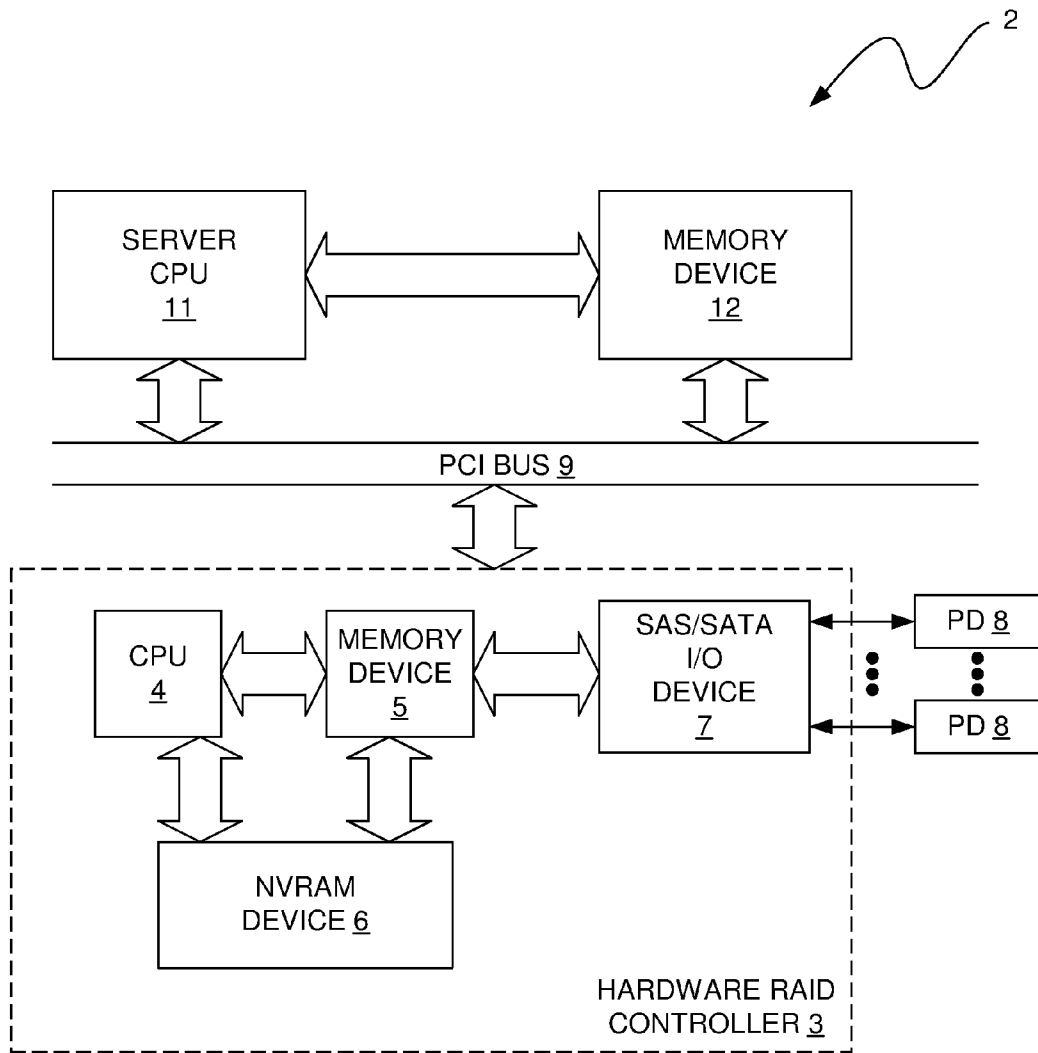 2
SERVER
CPU
11
MEMORY
DEVICE
12
PCI BUS 9
CPU
4
MEMORY
DEVICE
5
SAS/SATA
I/O
DEVICE
7
PD 8
PD 8
NVRAM
DEVICE 6
HARDWARE RAID
CONTROLLER 3